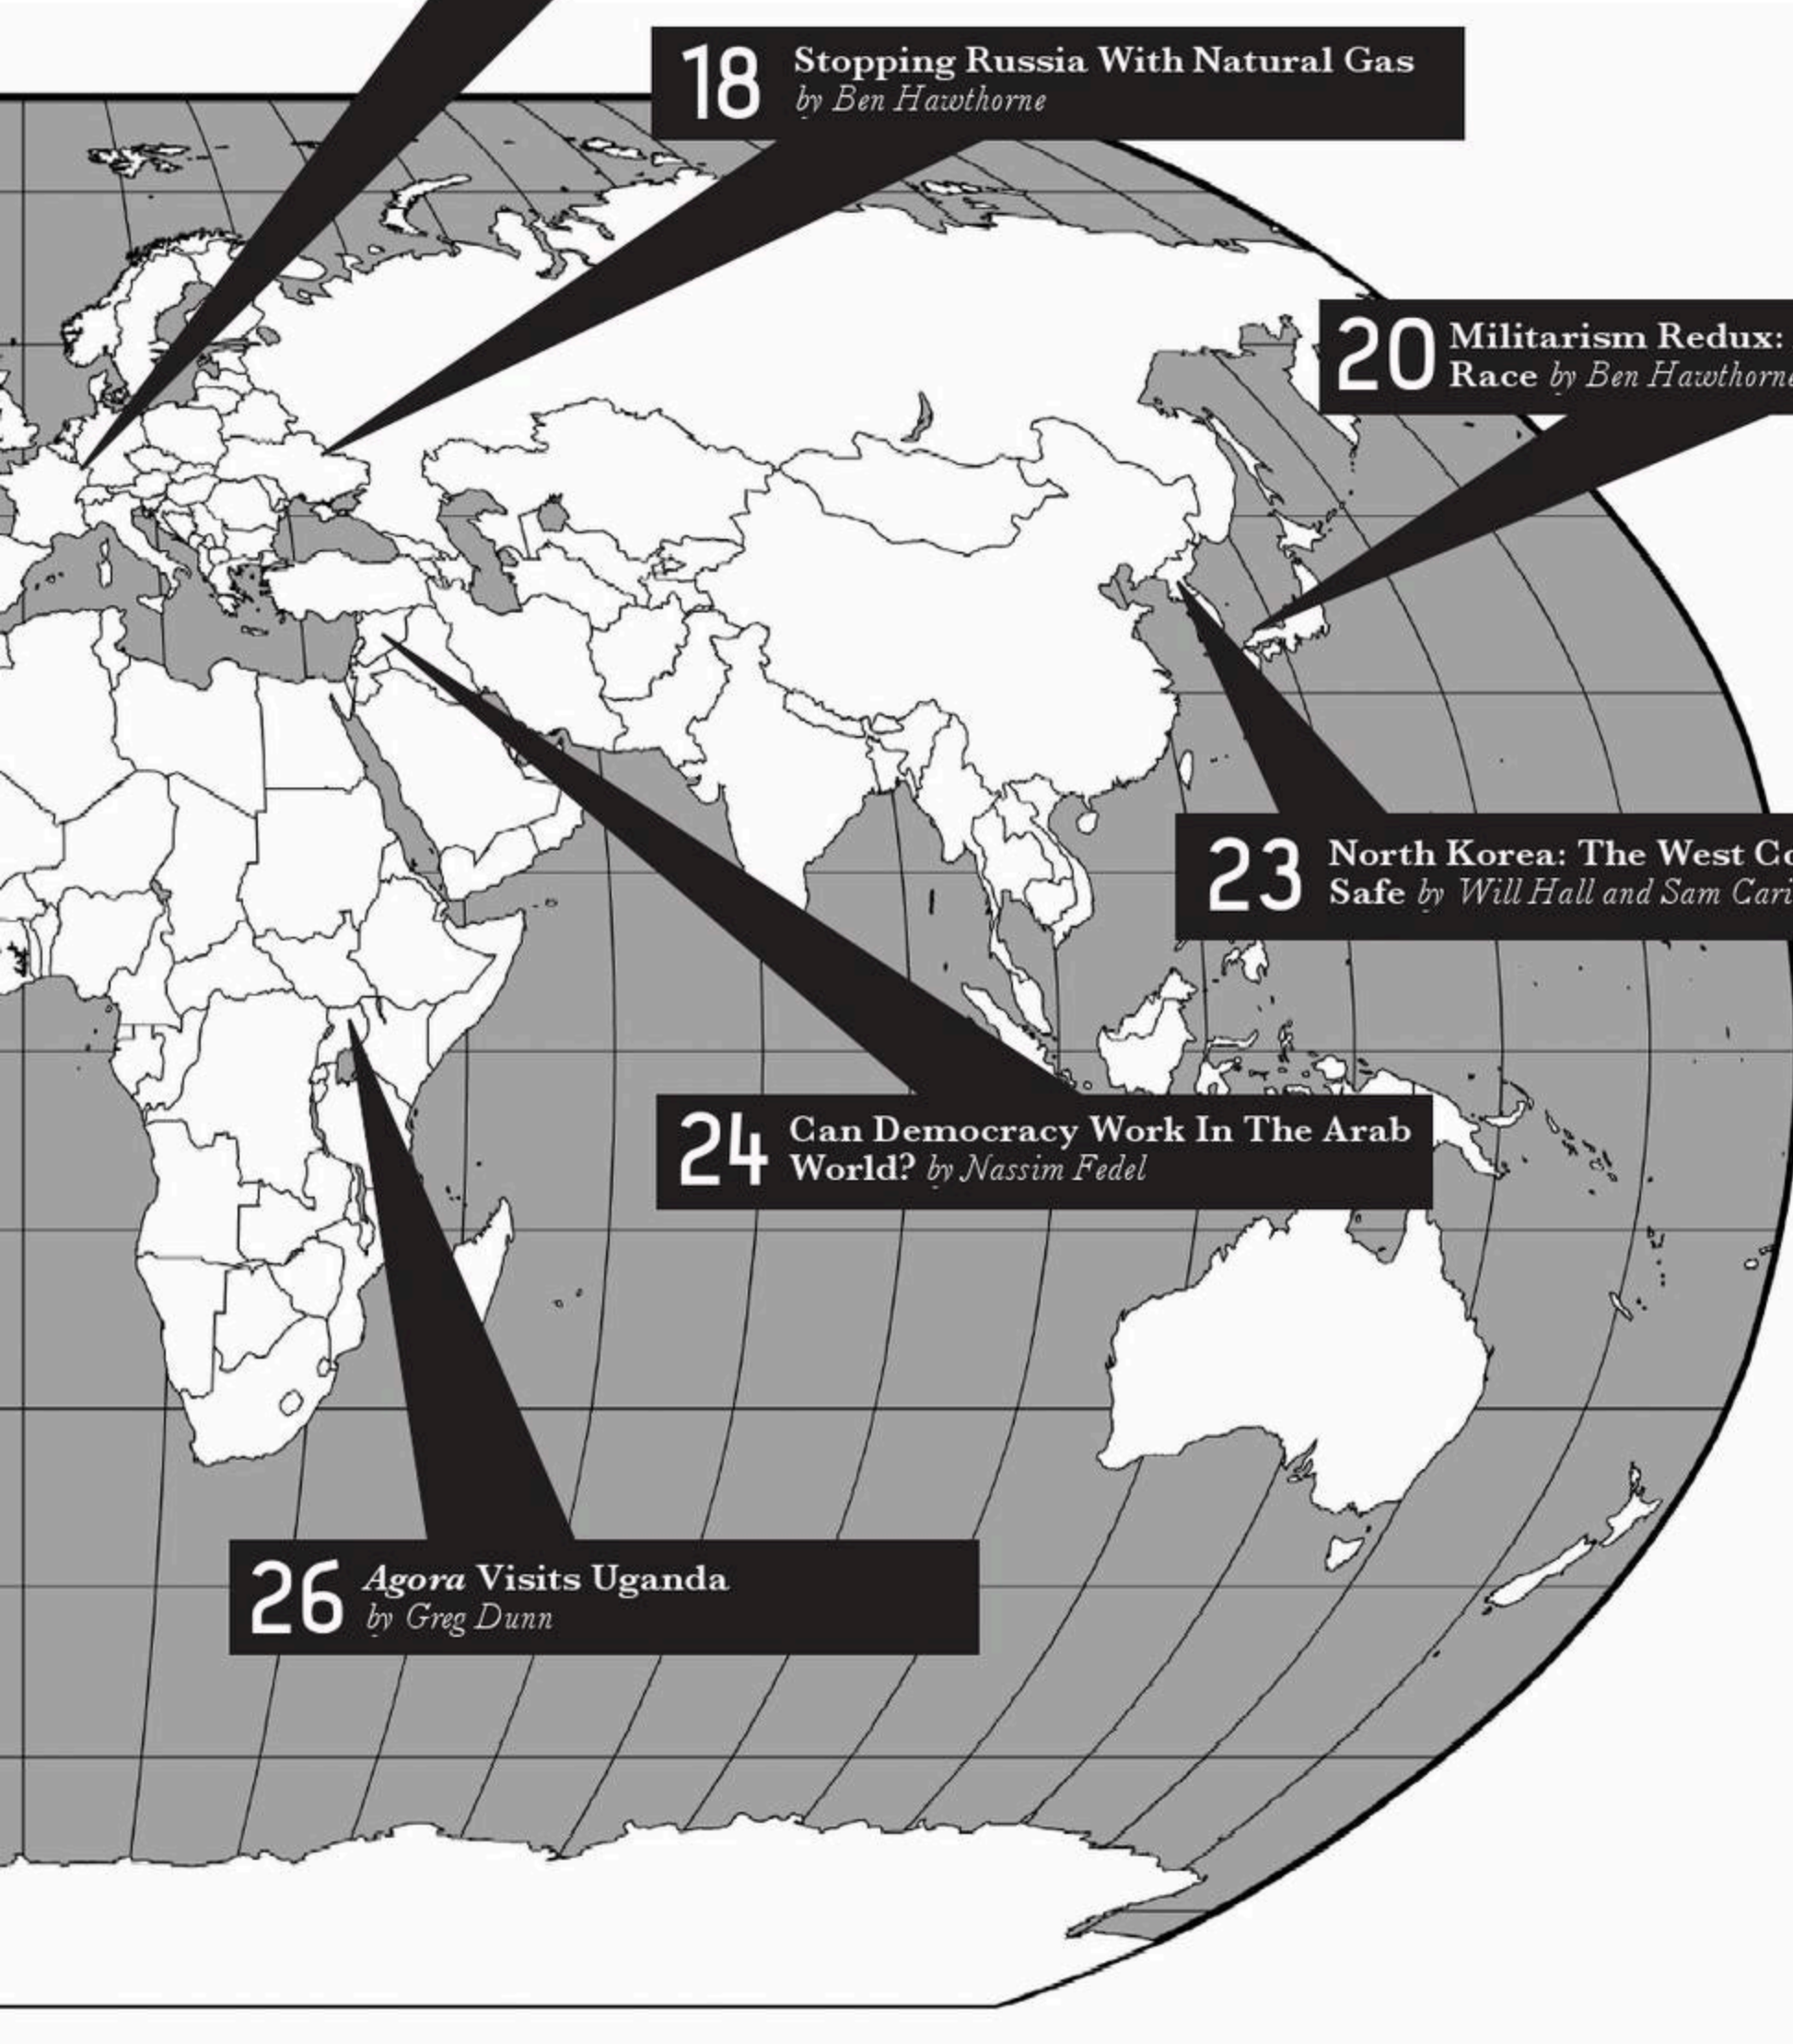 18 Stopping Russia With Natural Gas
by Ben Hawthorne
20 Militarism Redux:
Race by Ben Hawthorne
23 North Korea: The West
Safe by Will Hall and Sam
24 Can Democracy Work In The Arab
World? by Nassim Fedel
26 Agora Visits Uganda
by Greg Dunn